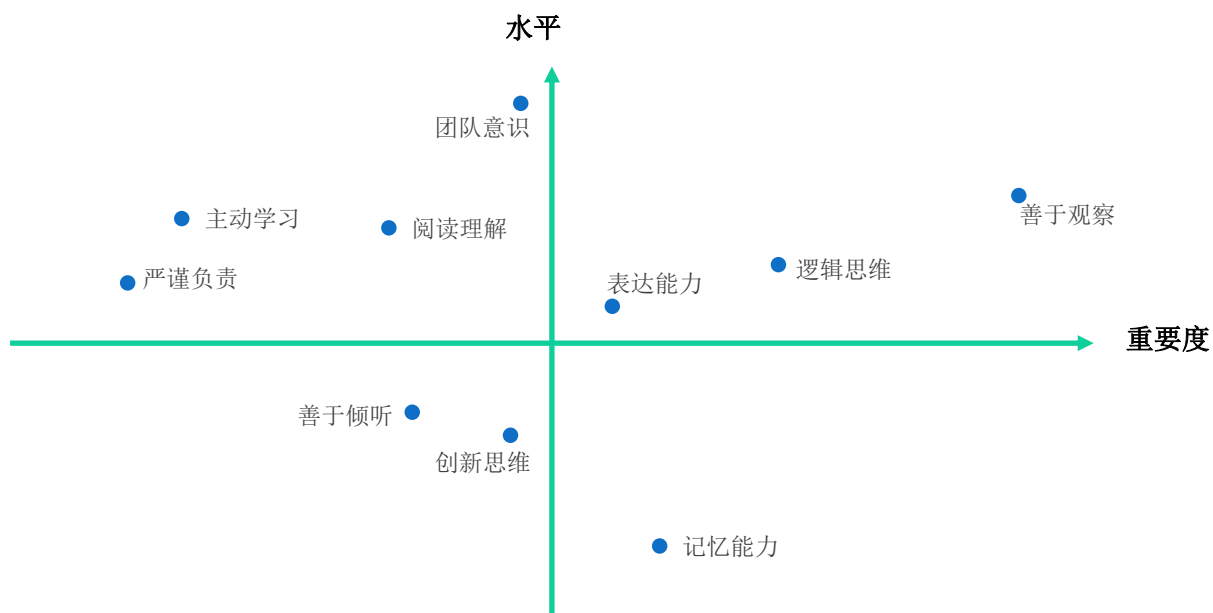 水平
团队意识
善于观察
主动学习
阅读理解
严谨负责
表达能力
逻辑思维
重要度
善于倾听
创新思维
记忆能力